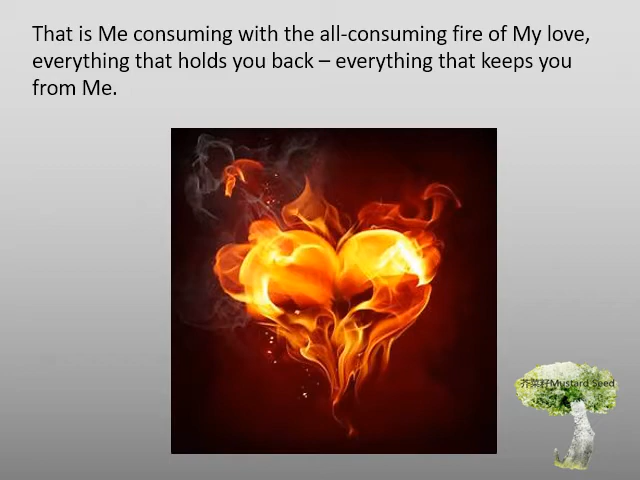 That is Me consuming with the all-consuming fire of My love,
everything that holds you back – everything that keeps you
from Me.
芥菜籽Mustard Seed